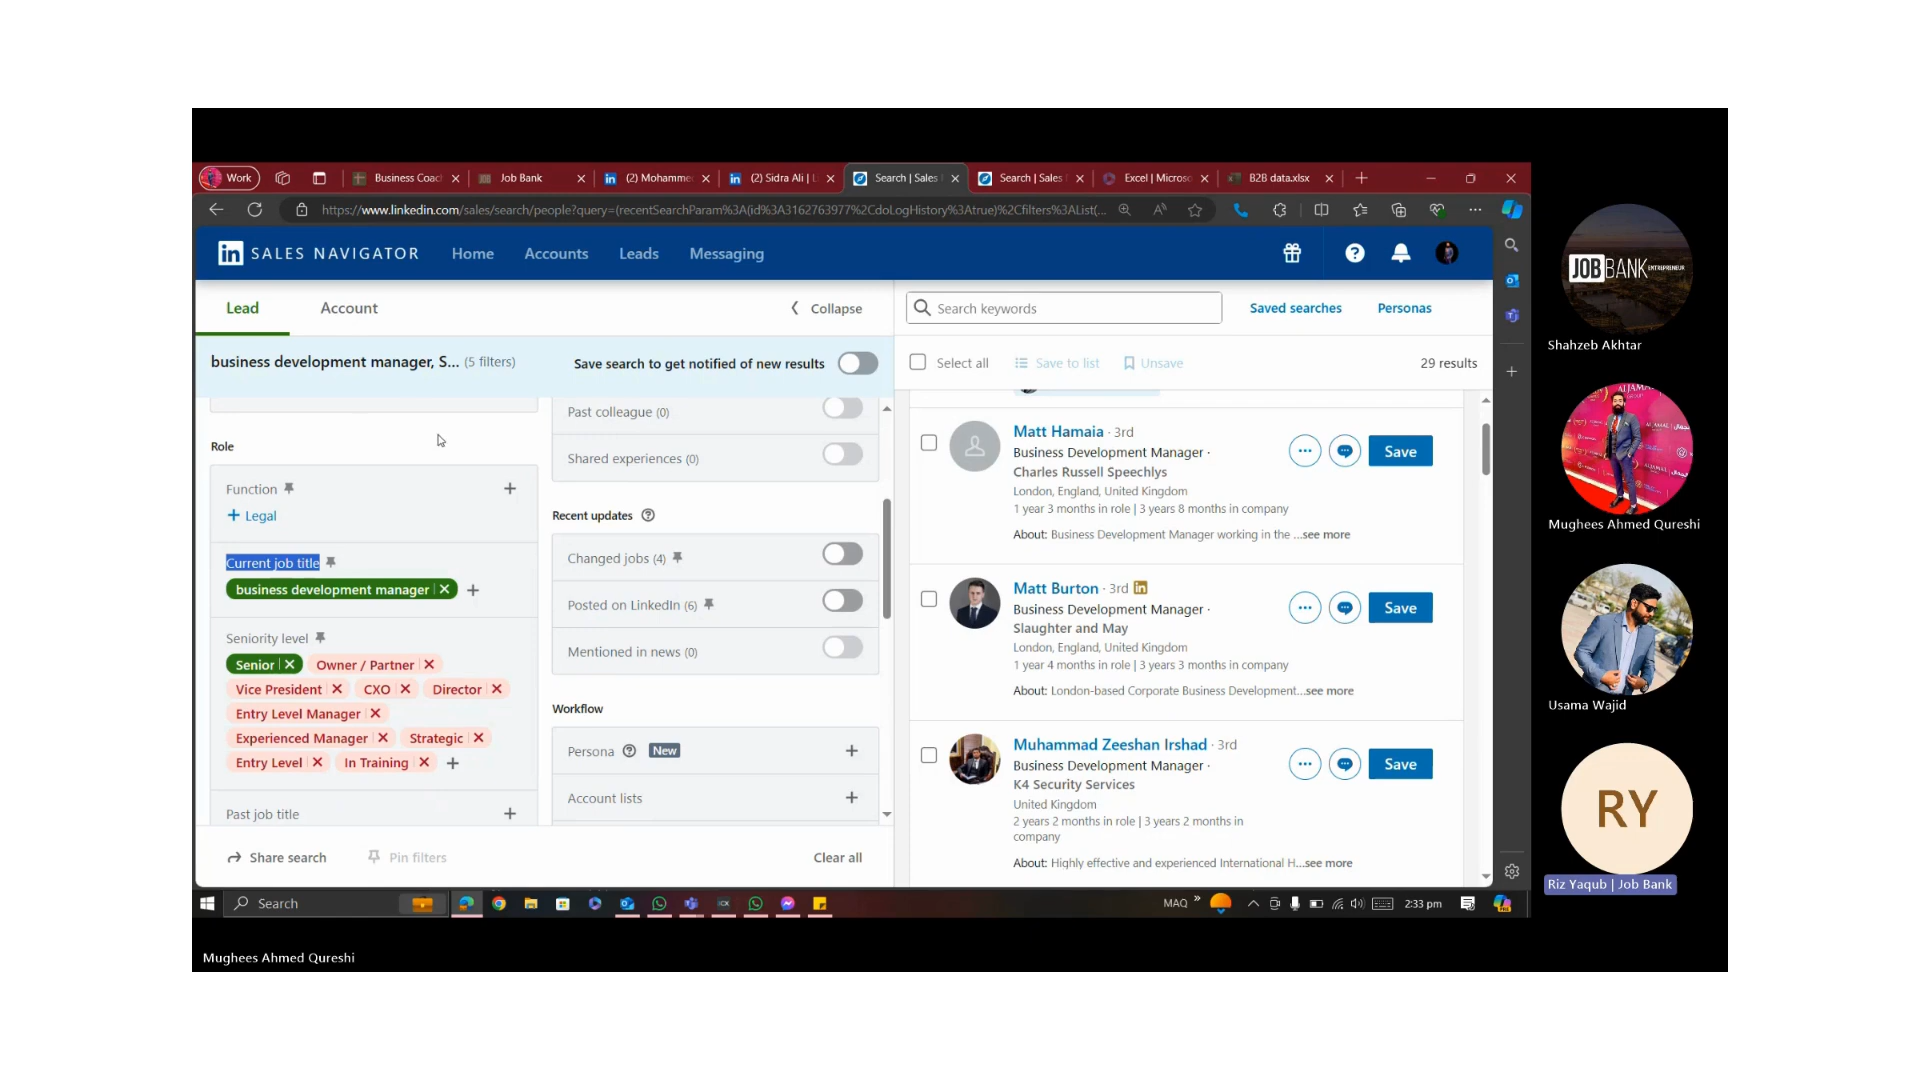 Work
Business Coac
Job Bank
(2) Mohamme
(2) Sidra Ali | L
Search | Sales
Search | Sales
Excel | Microso
B2B data.xlsx
https://www.linkedin.com/sales/search/people?query=(recentSearchParam%3A(id%3A3162763977%2CdoLogHistory%3Atrue)%2Cfilters%3AList(...
in SALES NAVIGATOR
Home
Accounts
Leads
Messaging
Lead
Account
Collapse
Search keywords
Saved searches
Personas
business development manager, S... (5 filters)
Save search to get notified of new results
Select all
Save to list
Unsave
29 results
Role
Function
+ Legal
Current job title
business development manager
Seniority level
Senior
Owner / Partner
Vice President
CXO
Director
Entry Level Manager
Experienced Manager
Strategic
Entry Level
In Training
Past job title
Past colleague (0)
Shared experiences (0)
Recent updates
Changed jobs (4)
Posted on LinkedIn (6)
Mentioned in news (0)
Workflow
Persona
New
Account lists
Share search
Pin filters
Clear all
Matt Hamaia · 3rd
Business Development Manager ·
Charles Russell Speechlys
London, England, United Kingdom
1 year 3 months in role | 3 years 8 months in company
About: Business Development Manager working in the ...see more
Save
Matt Burton · 3rd
Business Development Manager ·
Slaughter and May
London, England, United Kingdom
1 year 4 months in role | 3 years 3 months in company
About: London-based Corporate Business Development...see more
Save
Muhammad Zeeshan Irshad · 3rd
Business Development Manager ·
K4 Security Services
United Kingdom
2 years 2 months in role | 3 years 2 months in
company
About: Highly effective and experienced International H...see more
Save
Search
MAQ
2:33 pm
Mughees Ahmed Qureshi
JOB BANK ENTREPRENEUR
Shahzeb Akhtar
Mughees Ahmed Qureshi
Usama Wajid
RY
Riz Yaqub | Job Bank